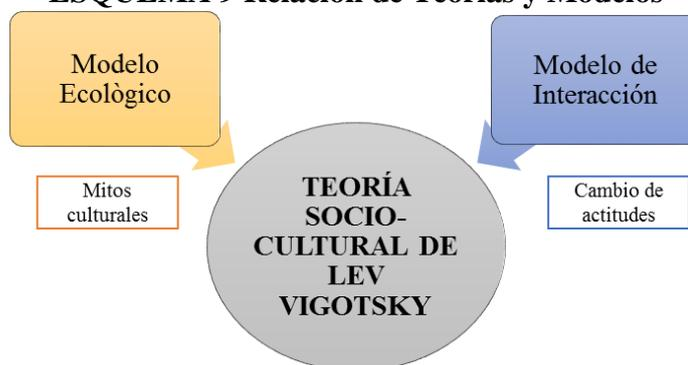 ESQUEMA 9 Relación de Teorías y Modelos
Modelo
Ecològico
Modelo de
Interacción
Mitos
culturales
Cambio de
actitudes
TEORÍA
SOCIO-
CULTURAL DE
LEV
VIGOTSKY